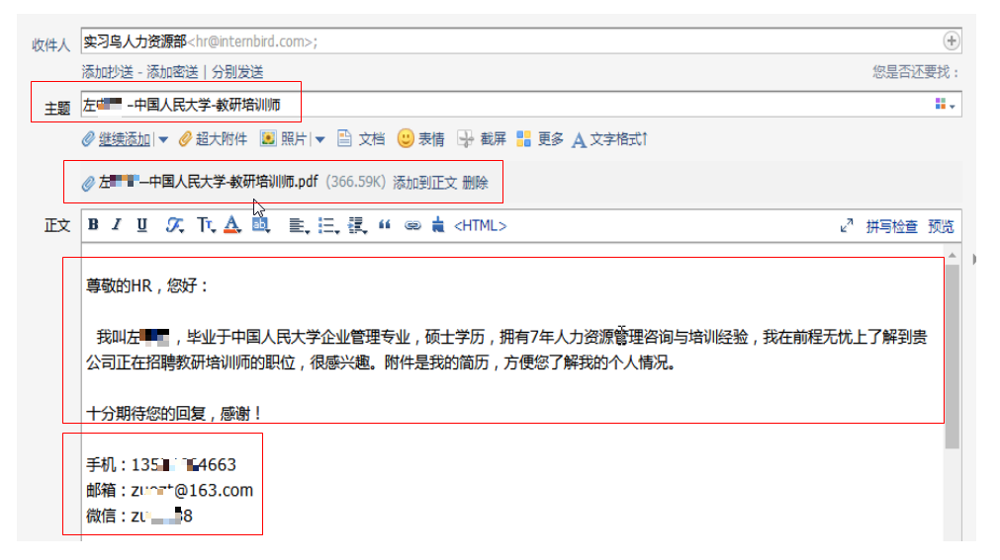 收件人 实习鸟人力资源部<hr@internbird.com>;
添加抄送 - 添加密送 | 分别发送 您是否还要找：
主题 左 –中国人民大学-教研培训师
继续添加 超大附件 照片 文档 表情 截屏 更多 文字格式↑
左 —中国人民大学-教研培训师.pdf (366.59K) 添加到正文 删除
正文 B I U <HTML> 拼写检查 预览
尊敬的HR，您好：
我叫左 ，毕业于中国人民大学企业管理专业，硕士学历，拥有7年人力资源管理咨询与培训经验，我在前程无忧上了解到贵
公司正在招聘教研培训师的职位，很感兴趣。附件是我的简历，方便您了解我的个人情况。
十分期待您的回复，感谢！
手机：135 4663
邮箱：zu @163.com
微信：zu 8